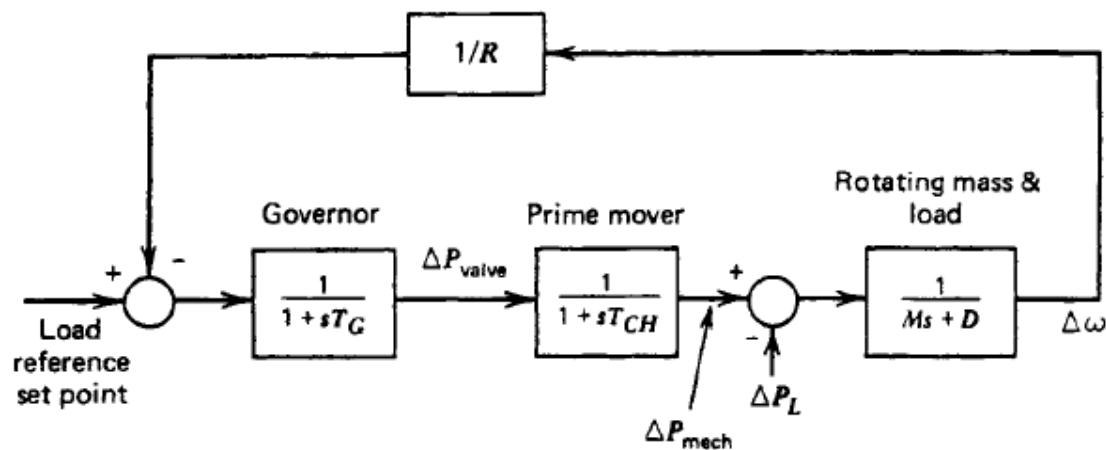 1/R
Rotating mass &
load
Governor
Prime mover
+
-
1
1 + sT_G
ΔP_valve
1
1 + sT_CH
+
-
1
Ms + D
Δω
Load
reference
set point
ΔP_L
ΔP_mech